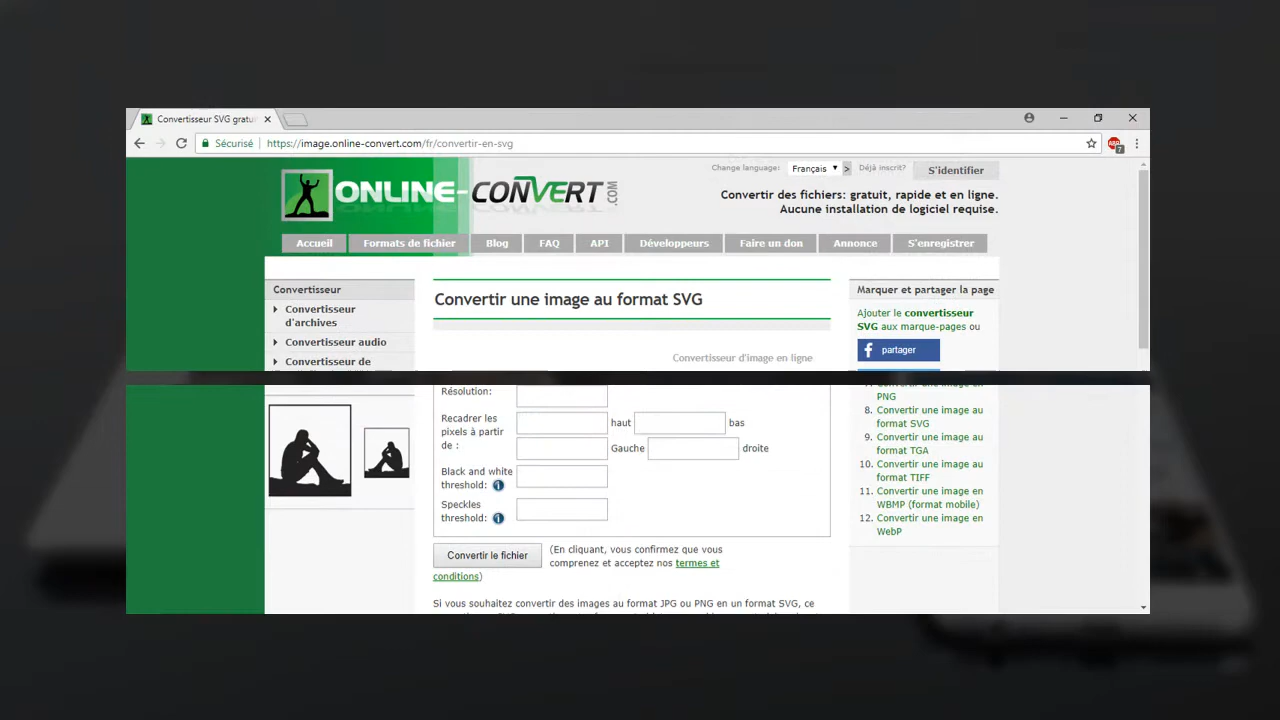 Convertisseur SVG gratu
Sécurisé
https://image.online-convert.com/fr/convertir-en-svg
7
Change language:
Français
>
Déjà inscrit?
S'identifier
ONLINE-CONVERT.COM
Convertir des fichiers: gratuit, rapide et en ligne.
Aucune installation de logiciel requise.
Accueil
Formats de fichier
Blog
FAQ
API
Développeurs
Faire un don
Annonce
S'enregistrer
Convertisseur
Convertisseur
d'archives
Convertisseur audio
Convertisseur de
Convertir une image au format SVG
Convertisseur d'image en ligne
Marquer et partager la page
Ajouter le convertisseur
SVG aux marque-pages ou
partager
Résolution:
Recadrer les
pixels à partir
de :
haut
bas
Gauche
droite
Black and white
threshold:
Speckles
threshold:
Convertir le fichier
(En cliquant, vous confirmez que vous
comprenez et acceptez nos termes et
conditions)
Si vous souhaitez convertir des images au format JPG ou PNG en un format SVG, ce
Convertir une image en
PNG
8. Convertir une image au
format SVG
9. Convertir une image au
format TGA
10. Convertir une image au
format TIFF
11. Convertir une image en
WBMP (format mobile)
12. Convertir une image en
WebP